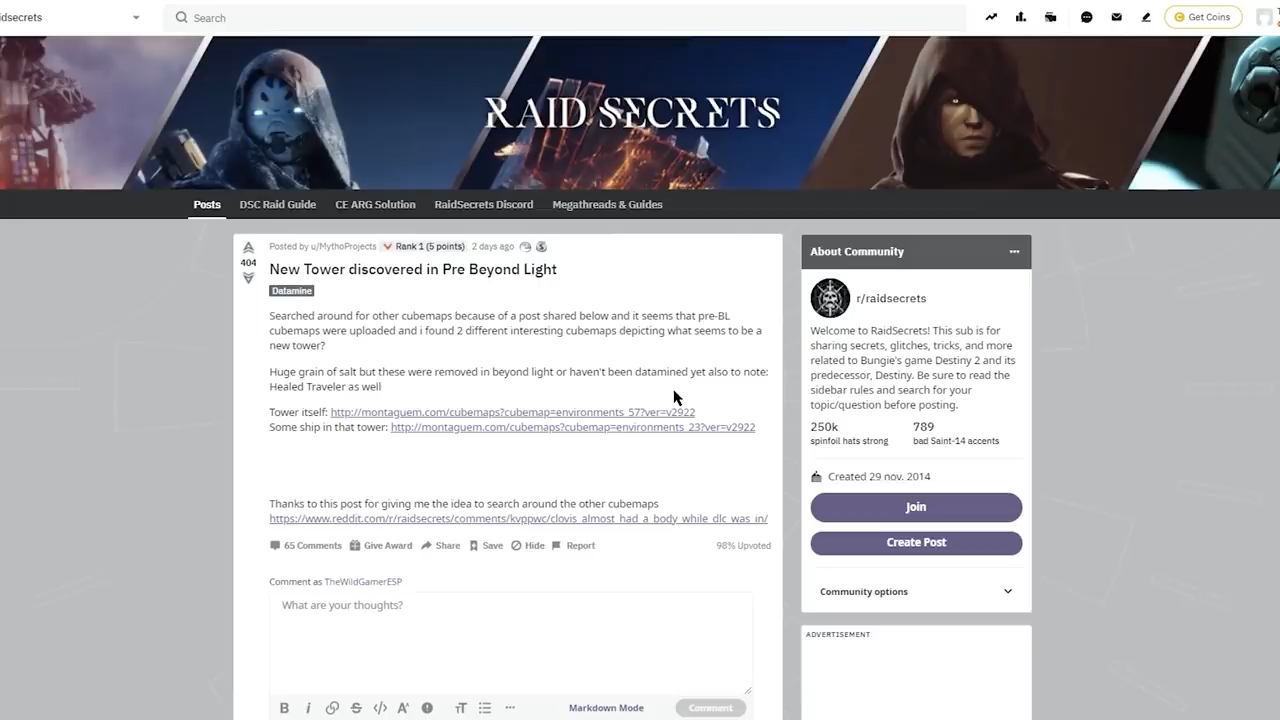 idsecrets
Search
Get Coins
RAID SECRETS
Posts
DSC Raid Guide
CE ARG Solution
RaidSecrets Discord
Megathreads & Guides
404
Posted by u/MythoProjects
Rank 1 (5 points)
2 days ago
New Tower discovered in Pre Beyond Light
Datamine
Searched around for other cubemaps because of a post shared below and it seems that pre-BL
cubemaps were uploaded and i found 2 different interesting cubemaps depicting what seems to be a
new tower?
Huge grain of salt but these were removed in beyond light or haven't been datamined yet also to note:
Healed Traveler as well
Tower itself: http://montaguem.com/cubemaps?cubemap=environments_57?ver=v2922
Some ship in that tower: http://montaguem.com/cubemaps?cubemap=environments_23?ver=v2922
Thanks to this post for giving me the idea to search around the other cubemaps
https://www.reddit.com/r/raidsecrets/comments/kvppwc/clovis_almost_had_a_body_while_dlc_was_in/
65 Comments
Give Award
Share
Save
Hide
Report
98% Upvoted
Comment as TheWildGamerESP
What are your thoughts?
Markdown Mode
Comment
About Community
r/raidsecrets
Welcome to RaidSecrets! This sub is for
sharing secrets, glitches, tricks, and more
related to Bungie's game Destiny 2 and its
predecessor, Destiny. Be sure to read the
sidebar rules and search for your
topic/question before posting.
250k
789
spinfoil hats strong
bad Saint-14 accents
Created 29 nov. 2014
Join
Create Post
Community options
ADVERTISEMENT